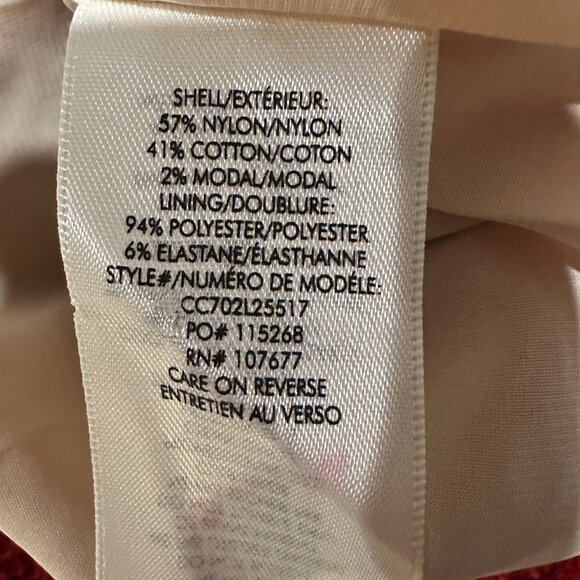 SHELL/EXTÉRIEUR:
57% NYLON/NYLON
41% COTTON/COTON
2% MODAL/MODAL
LINING/DOUBLURE:
94% POLYESTER/POLYESTER
6% ELASTANE/ÉLASTHANNE
STYLE#/NUMÉRO DE MODÉLE:
CC702L25517
PO# 115268
RN# 107677
CARE ON REVERSE
ENTRETIEN AU VERSO